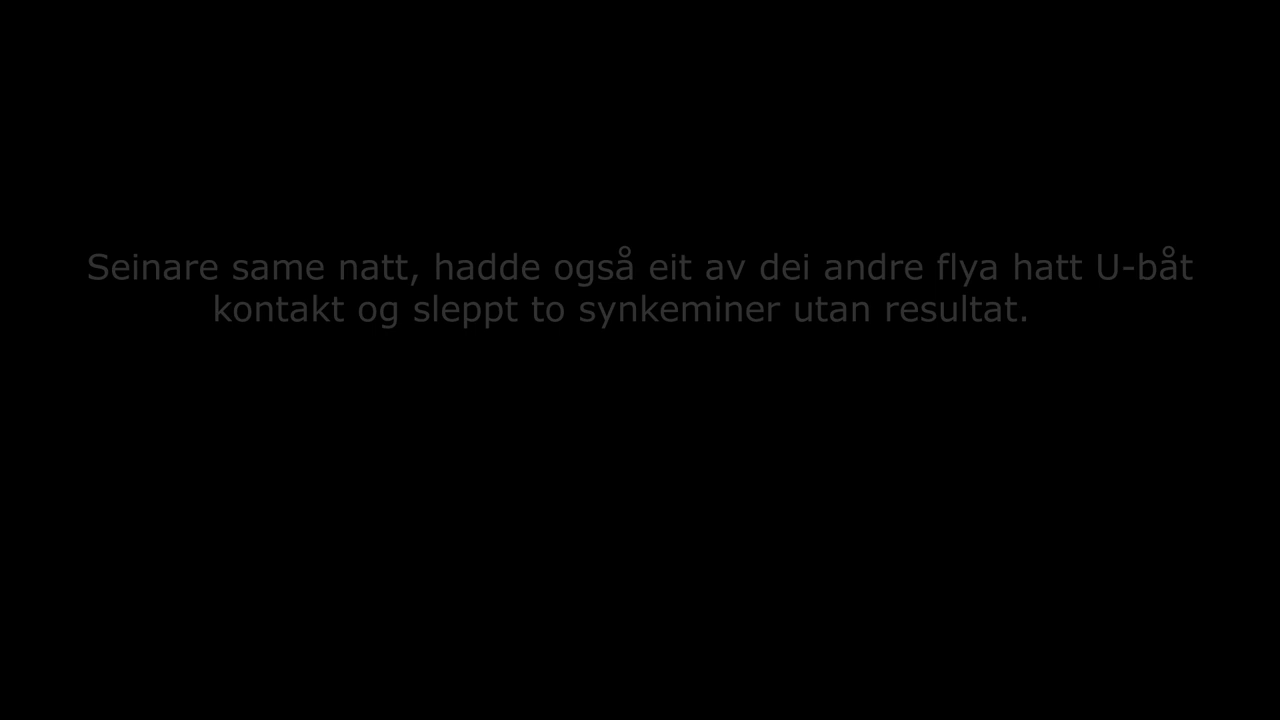 Seinare same natt, hadde også eit av dei andre flya hatt U-båt
kontakt og sleppt to synkeminer utan resultat.